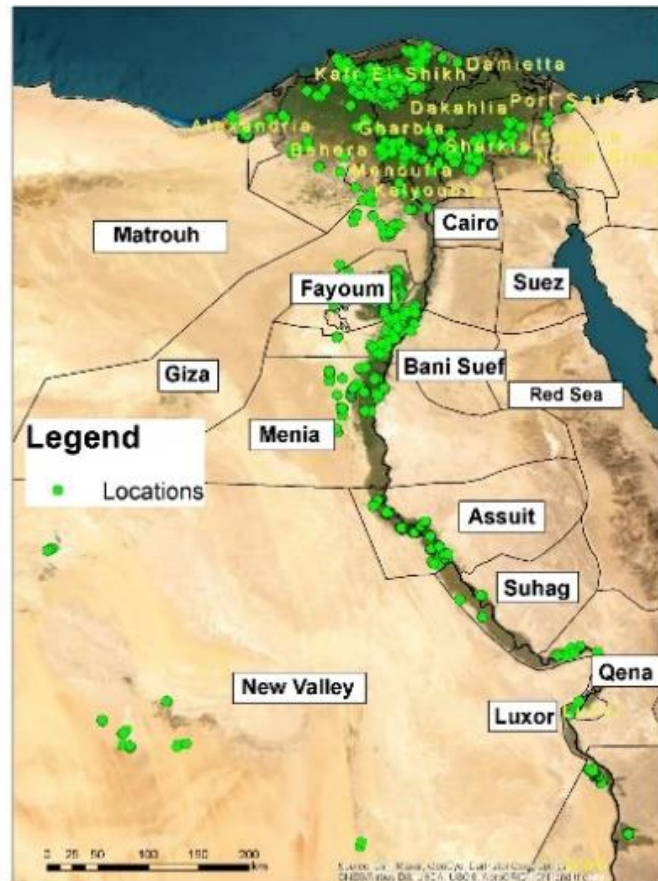 Kafr El-Shikh
Damietta
Dakahlia
Port Said
Alexandria
Gharbia
Bahera
Sharkia
Menoufia
Kalyoubia
Cairo
Matrouh
Fayoum
Suez
Giza
Bani Suef
Red Sea
Menia
Legend
Locations
Assuit
Suhag
New Valley
Qena
Luxor
0 25 50 100 150 200
km